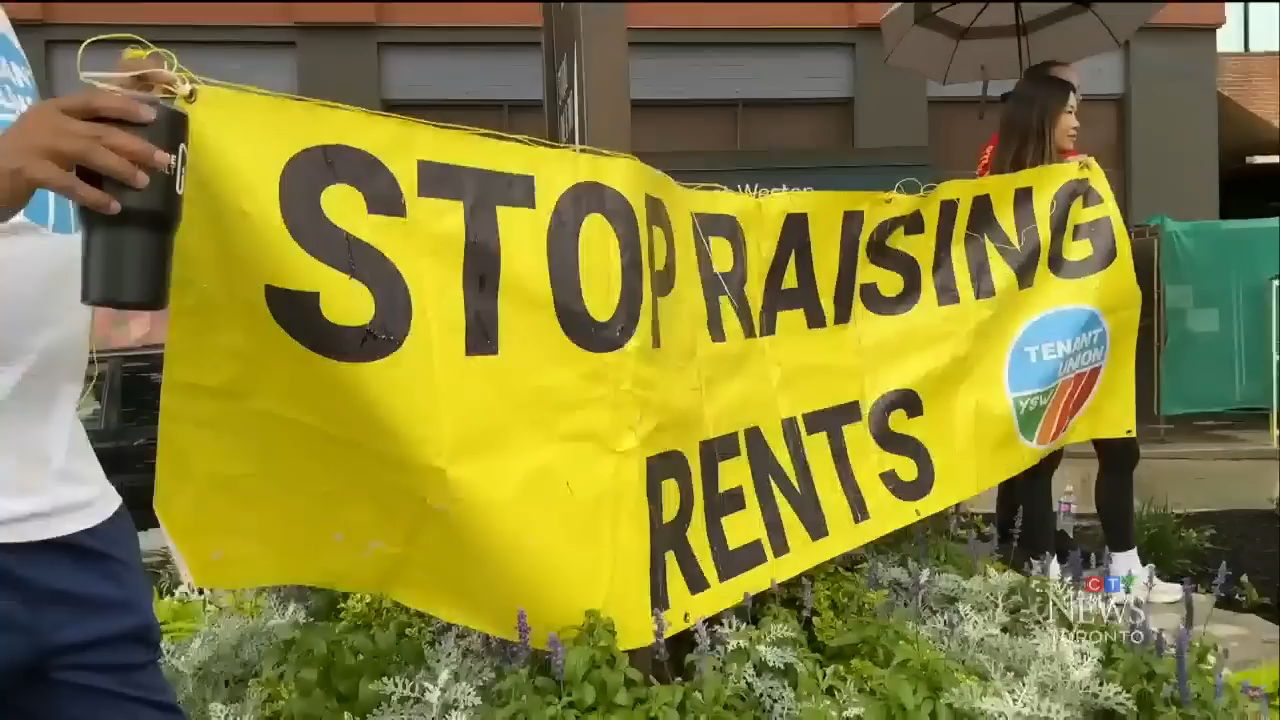 STOP RAISING
RENTS
TENANT
UNION
YSW
Weston
CTV
NEWS
TORONTO